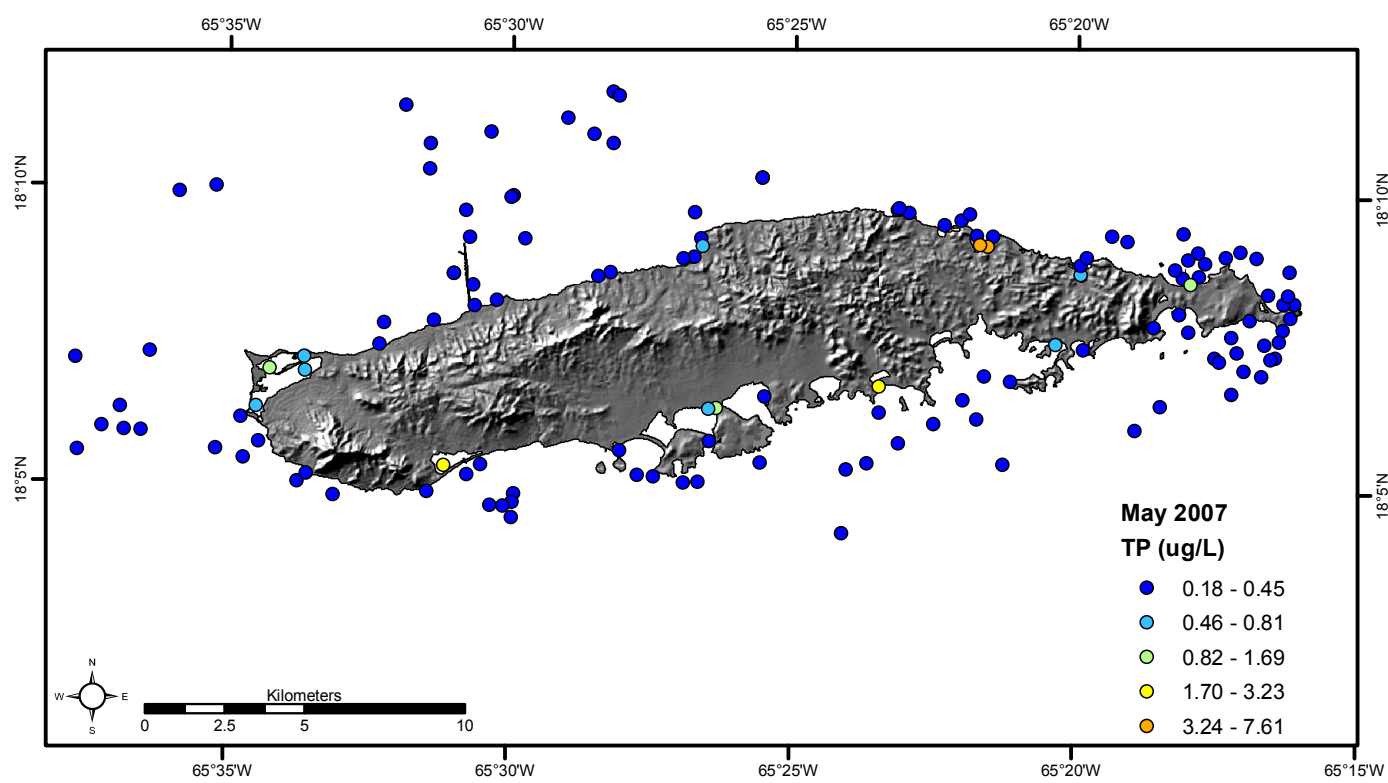 65°35'W 65°30'W 65°25'W 65°20'W
18°10'N
18°10'N
18°5'N
18°5'N
May 2007
TP (ug/L)
0.18 - 0.45
0.46 - 0.81
0.82 - 1.69
1.70 - 3.23
3.24 - 7.61
N
W E
S
Kilometers
0 2.5 5 10
65°35'W 65°30'W 65°25'W 65°20'W 65°15'W